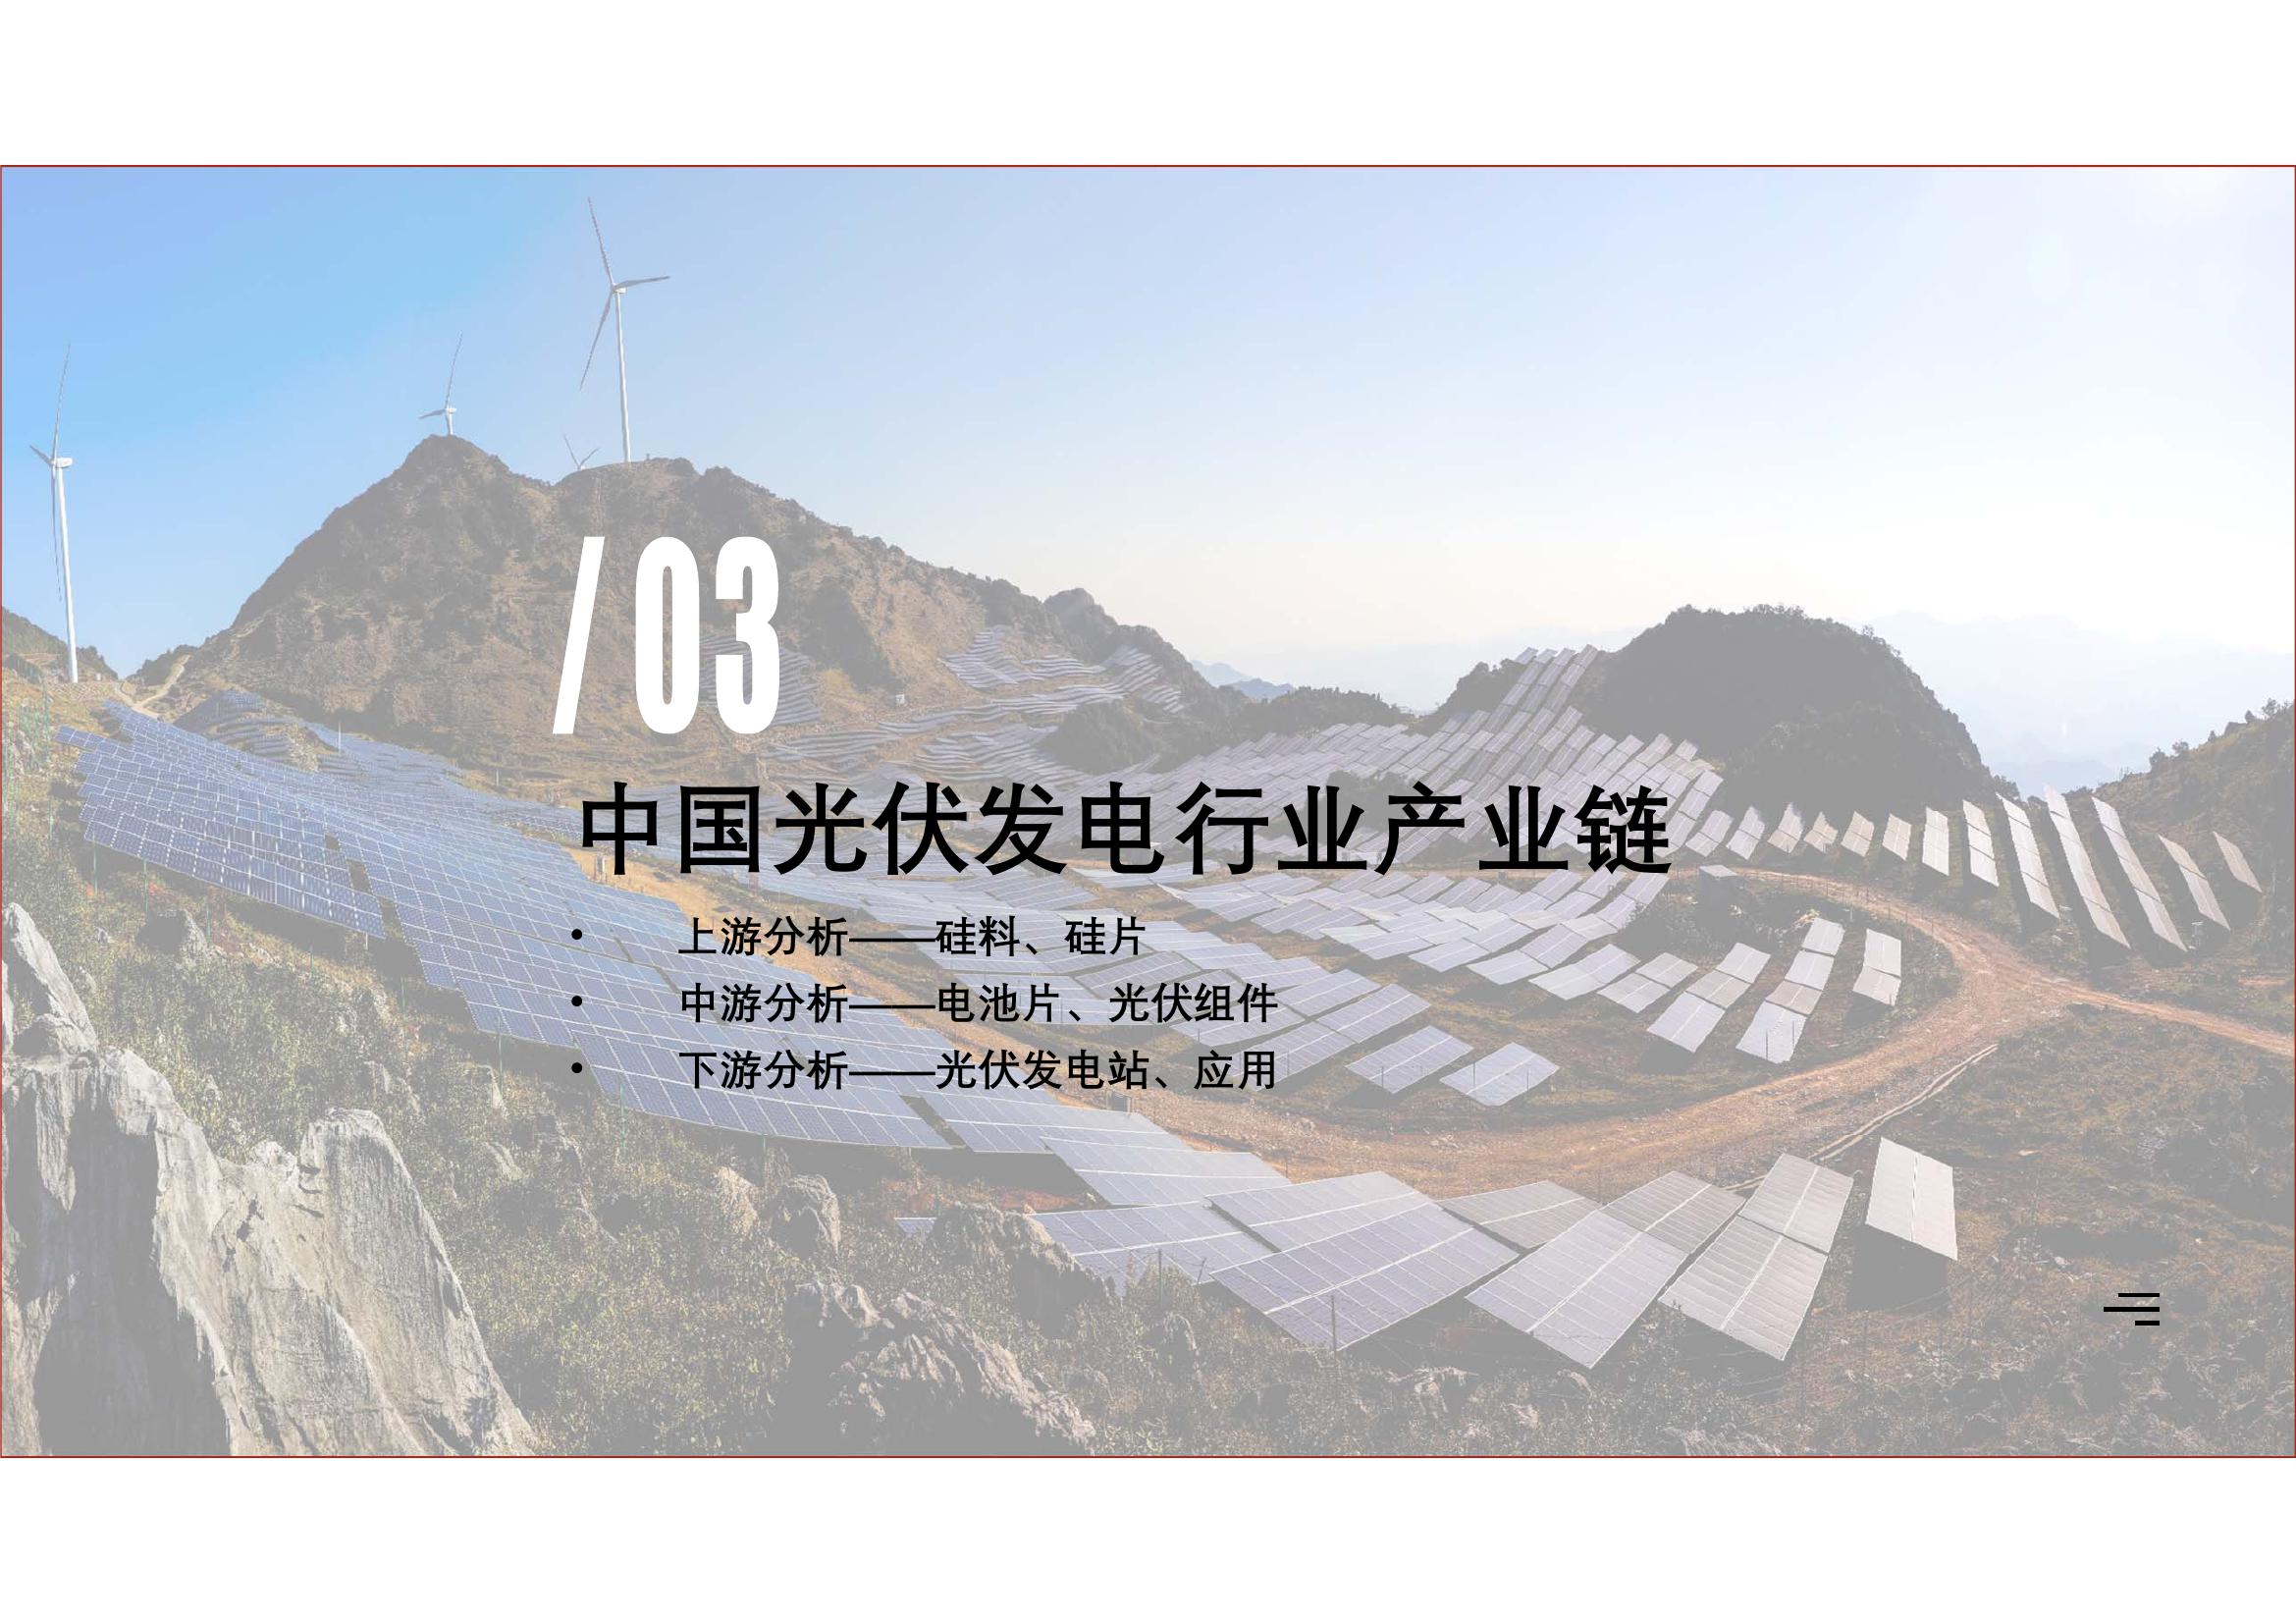 /03
中国光伏发电行业产业链
• 上游分析——硅料、硅片
• 中游分析——电池片、光伏组件
• 下游分析——光伏发电站、应用